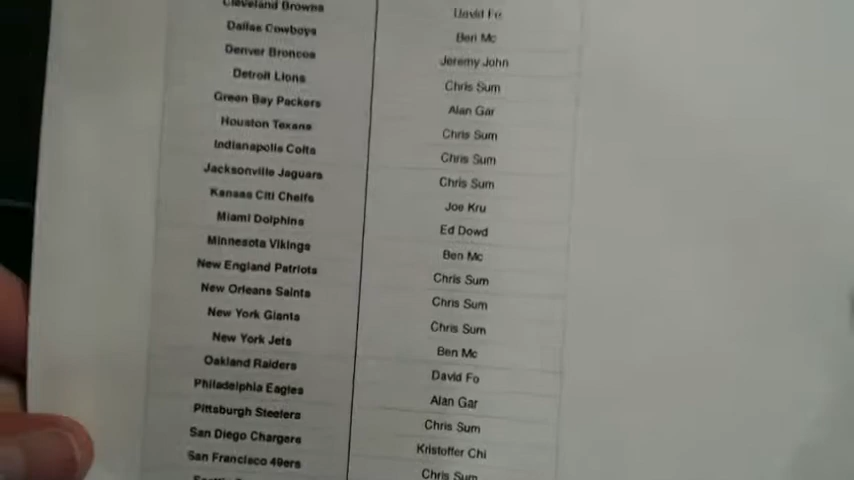 Cleveland Browns David Fo
Dallas Cowboys Ben Mc
Denver Broncos Jeremy John
Detroit Lions Chris Sum
Green Bay Packers Alan Gar
Houston Texans Chris Sum
Indianapolis Colts Chris Sum
Jacksonville Jaguars Chris Sum
Kansas Citi Cheifs Joe Kru
Miami Dolphins Ed Dowd
Minnesota Vikings Ben Mc
New England Patriots Chris Sum
New Orleans Saints Chris Sum
New York Giants Chris Sum
New York Jets Ben Mc
Oakland Raiders David Fo
Philadelphia Eagles Alan Gar
Pittsburgh Steelers Chris Sum
San Diego Chargers Kristoffer Chi
San Francisco 49ers Chris Sum